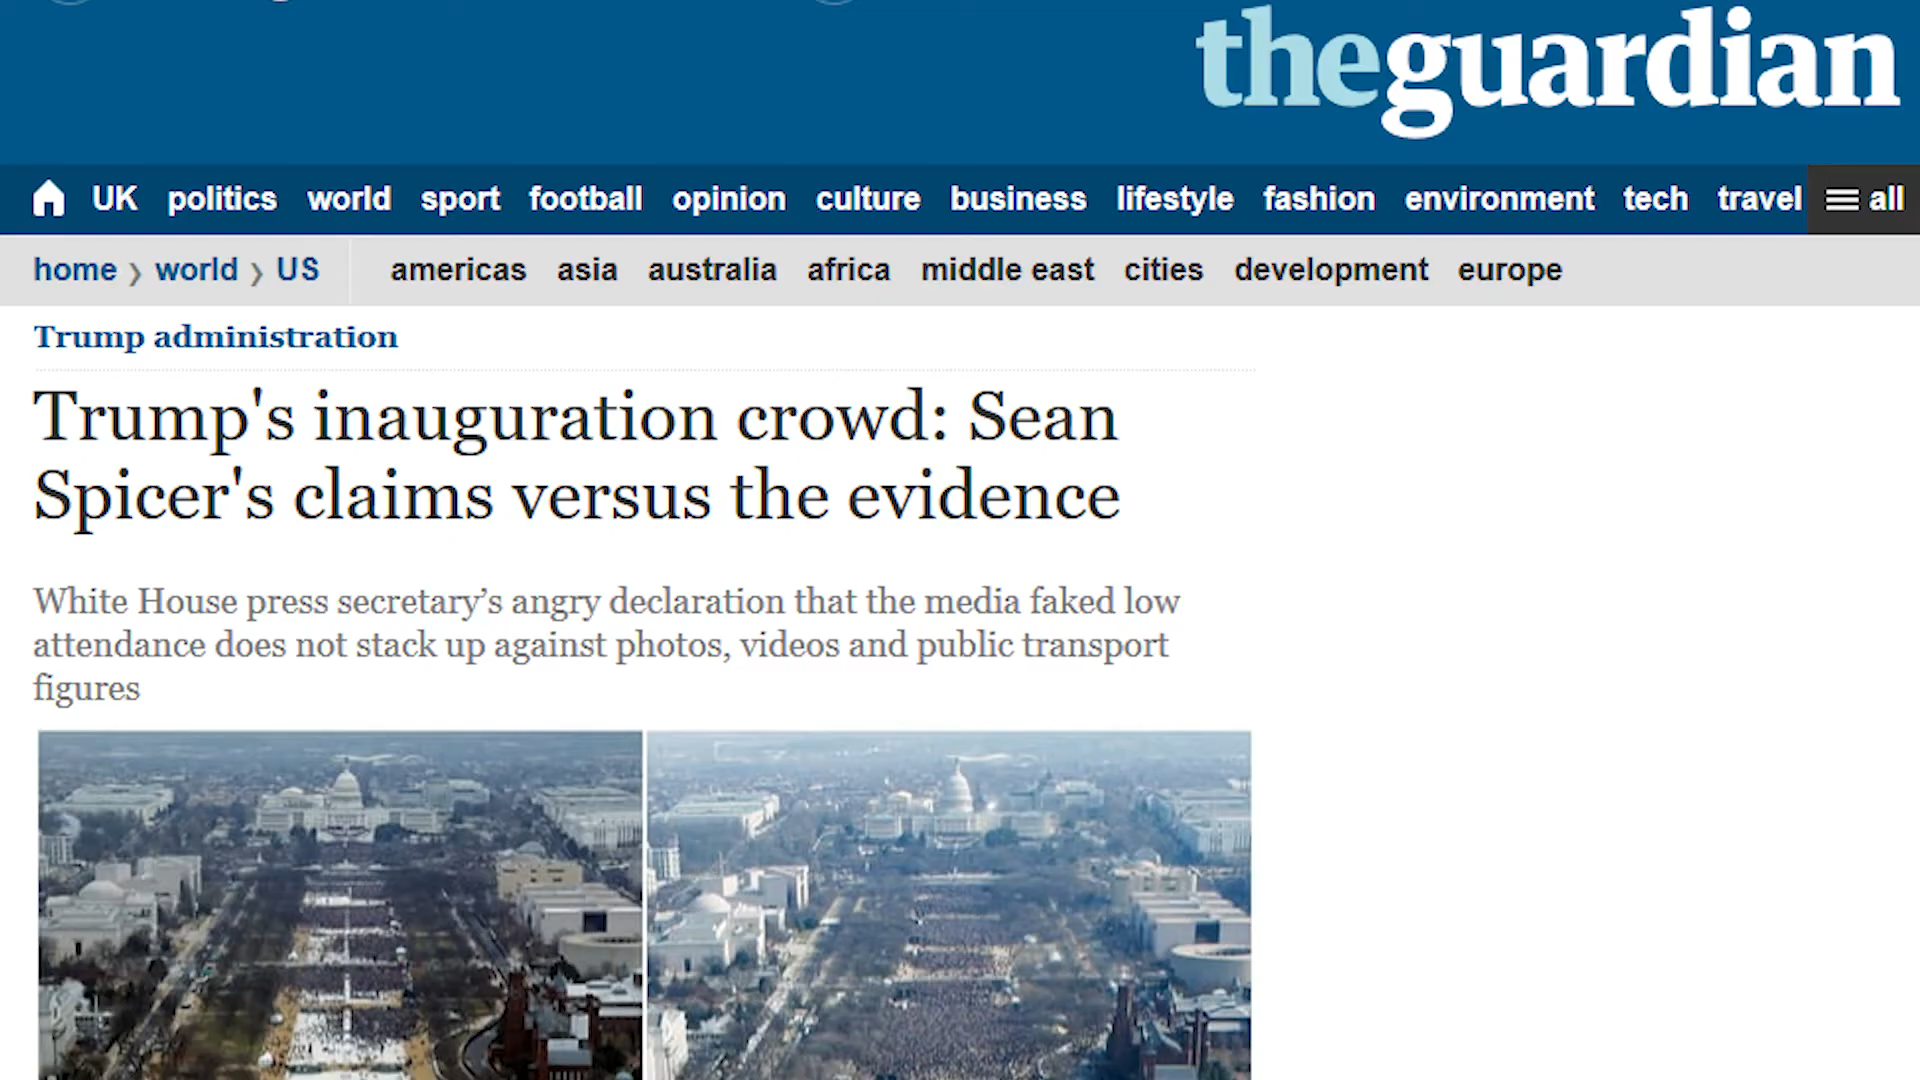 theguardian
UK politics world sport football opinion culture business lifestyle fashion environment tech travel all
home › world › US americas asia australia africa middle east cities development europe
Trump administration
Trump's inauguration crowd: Sean
Spicer's claims versus the evidence
White House press secretary’s angry declaration that the media faked low
attendance does not stack up against photos, videos and public transport
figures